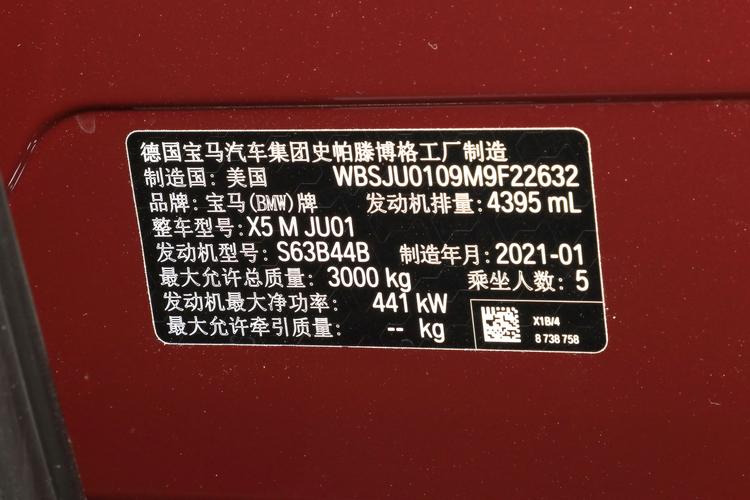 德国宝马汽车集团史帕滕博格工厂制造
制造国: 美国 WBSJU0109M9F22632
品牌: 宝马(BMW)牌 发动机排量: 4395 mL
整车型号: X5 M JU01
发动机型号: S63B44B 制造年月: 2021-01
最大允许总质量: 3000 kg 乘坐人数: 5
发动机最大净功率: 441 kW
最大允许牵引质量: -- kg
X1B/4
8 738 758